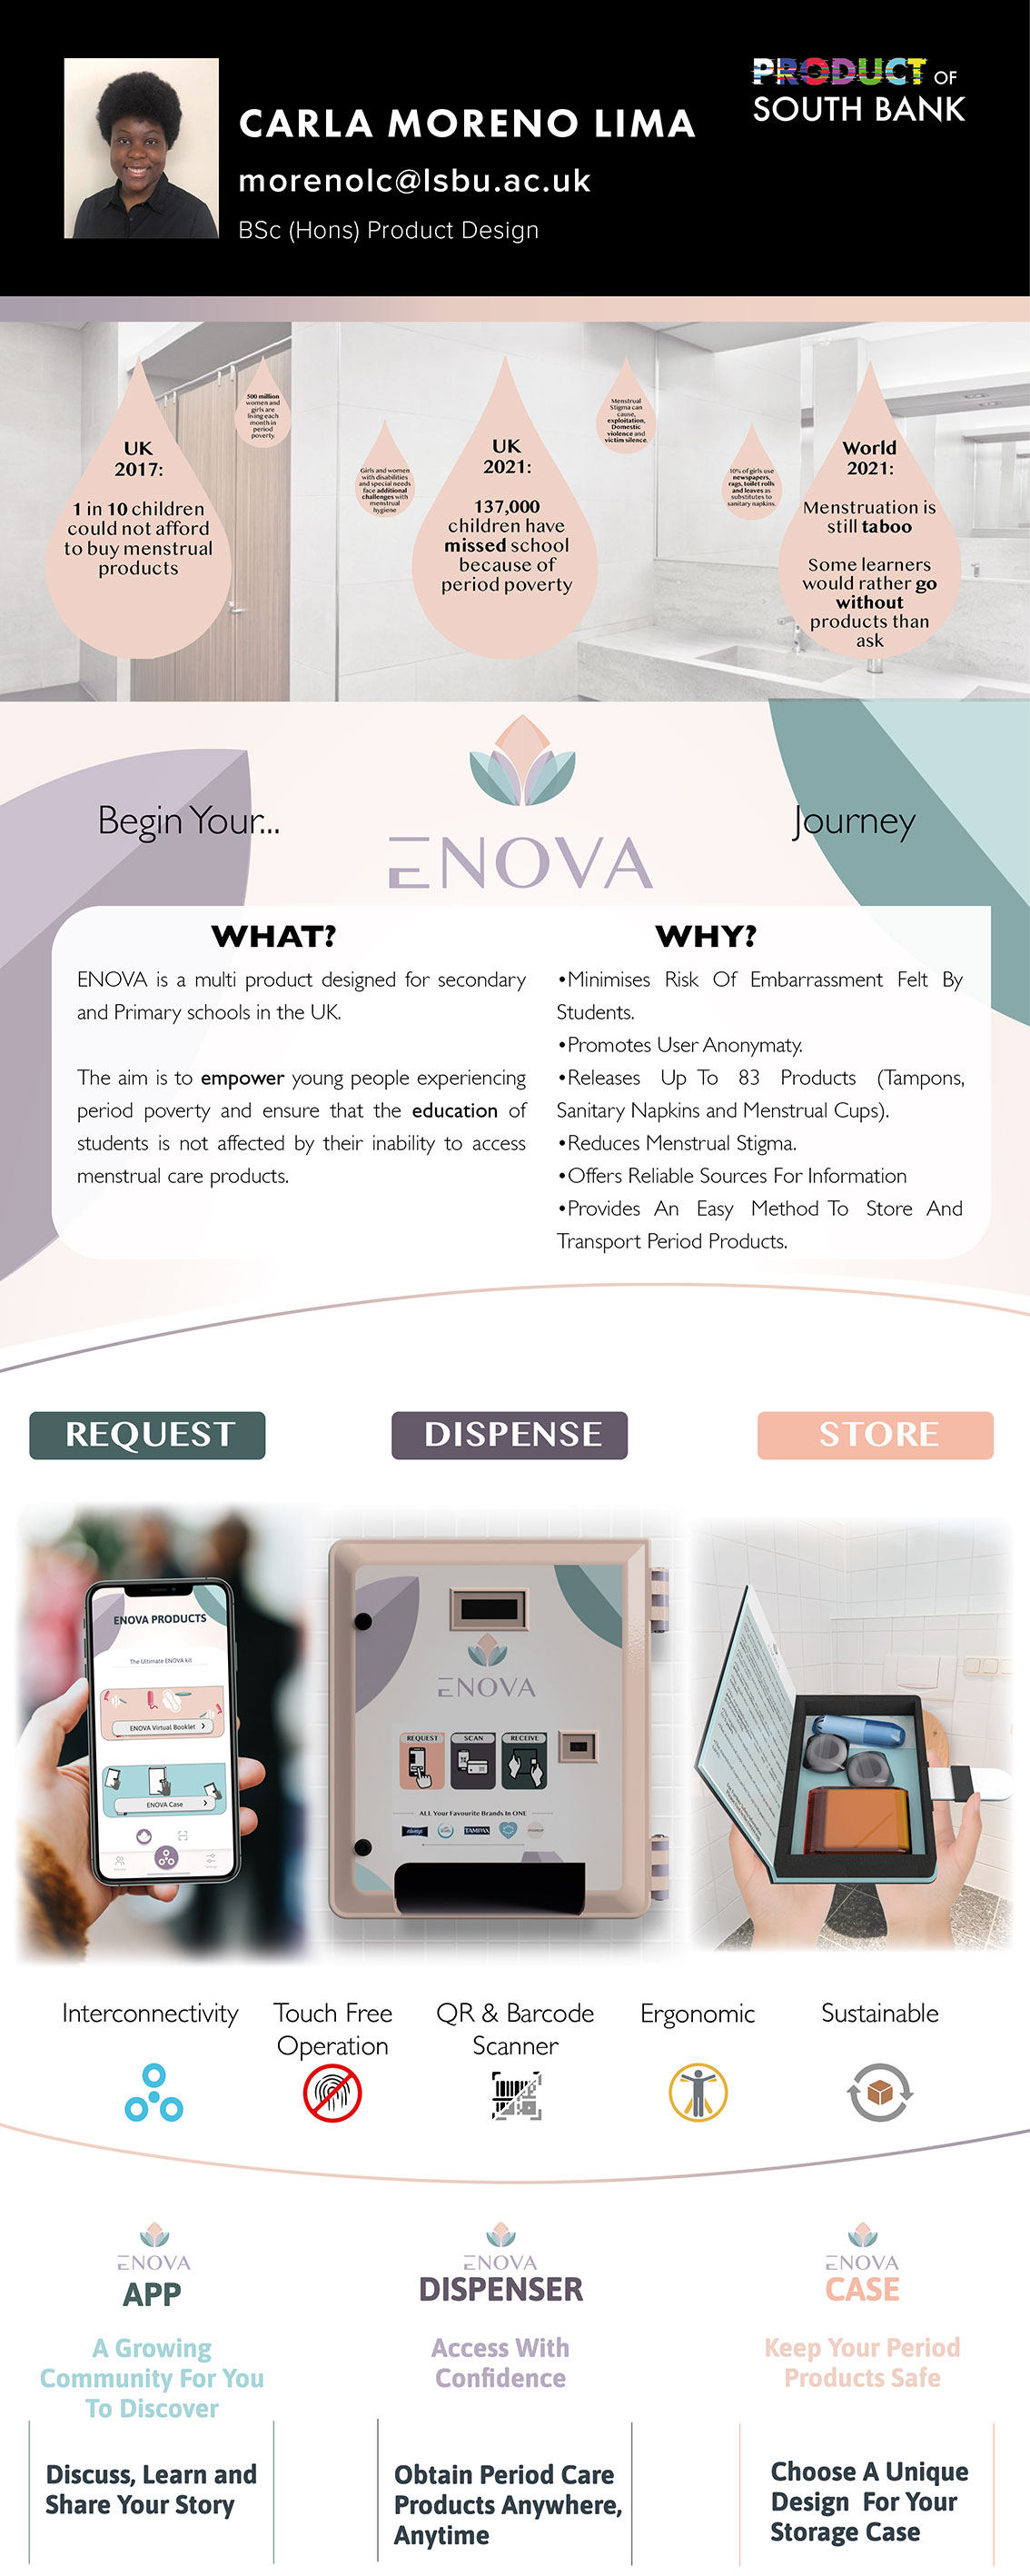 PRODUCT OF
SOUTH BANK
CARLA MORENO LIMA
morenolc@lsbu.ac.uk
BSc (Hons) Product Design
UK
2017:
1 in 10 children
could not afford
to buy menstrual
products
500 million
women and
girls are
living each
month in
period
poverty.
Girls and women
with disabilities
and special needs
face additional
challenges with
menstrual
hygiene
UK
2021:
137,000
children have
missed school
because of
period poverty
Menstrual
Stigma can
cause,
exploitation,
Domestic
violence and
victim silence.
10% of girls use
newspapers,
rags, toilet rolls
and leaves as
substitutes to
sanitary napkins.
World
2021:
Menstruation is
still taboo
Some learners
would rather go
without
products than
ask
Begin Your...
ENOVA
Journey
WHAT?
ENOVA is a multi product designed for secondary
and Primary schools in the UK.
The aim is to empower young people experiencing
period poverty and ensure that the education of
students is not affected by their inability to access
menstrual care products.
WHY?
•Minimises Risk Of Embarrassment Felt By
Students.
•Promotes User Anonymaty.
•Releases Up To 83 Products (Tampons,
Sanitary Napkins and Menstrual Cups).
•Reduces Menstrual Stigma.
•Offers Reliable Sources For Information
•Provides An Easy Method To Store And
Transport Period Products.
REQUEST
DISPENSE
STORE
ENOVA PRODUCTS
The Ultimate ENOVA kit
ENOVA Virtual Booklet >
ENOVA Case >
ENOVA
REQUEST
SCAN
RECEIVE
ALL Your Favourite Brands In ONE
always
TAMPAX
Interconnectivity
Touch Free
Operation
QR & Barcode
Scanner
Ergonomic
Sustainable
ENOVA
APP
A Growing
Community For You
To Discover
Discuss, Learn and
Share Your Story
ENOVA
DISPENSER
Access With
Confidence
Obtain Period Care
Products Anywhere,
Anytime
ENOVA
CASE
Keep Your Period
Products Safe
Choose A Unique
Design For Your
Storage Case